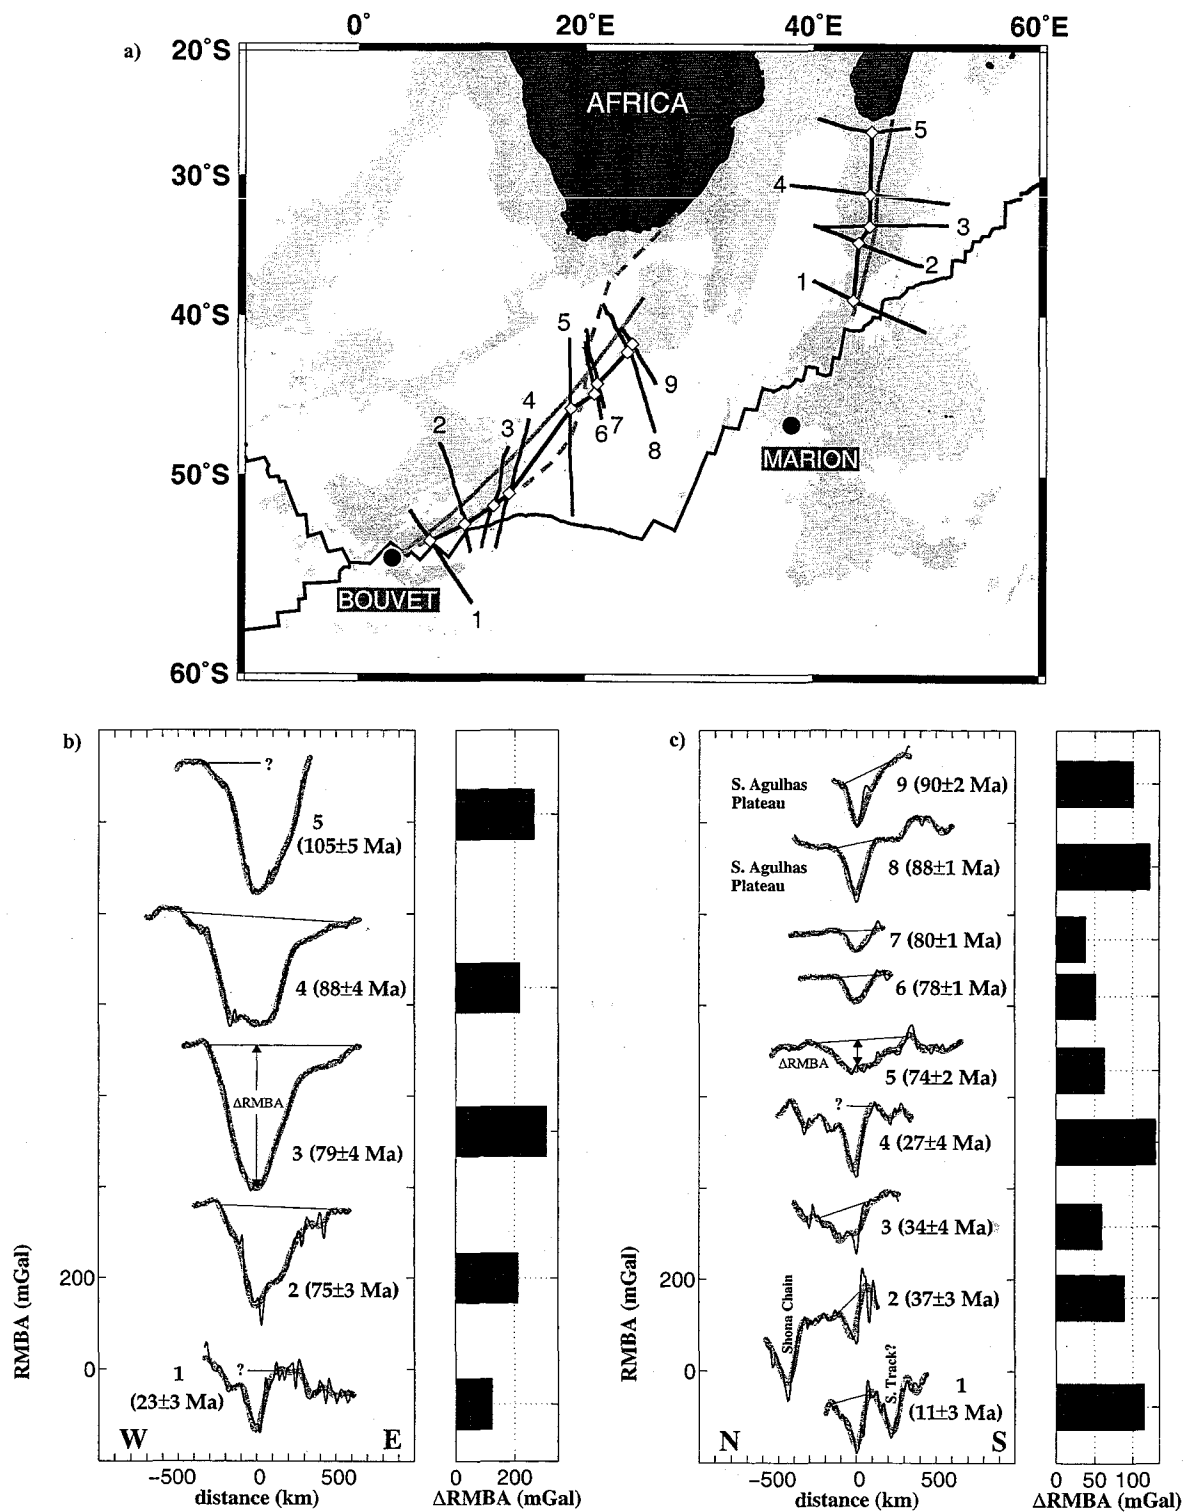 a)
0° 20°E 40°E 60°E
20°S
30°S
40°S
50°S
60°S
AFRICA
5
4
3
2
1
5
4
3
2
9
7
6
8
1
MARION
BOUVET
b)
?
5
(105±5 Ma)
4 (88±4 Ma)
ΔRMBA
3 (79±4 Ma)
2 (75±3 Ma)
1
(23±3 Ma)
?
W E
RMBA (mGal)
200
0
−500 0 500
distance (km)
0 200
ΔRMBA (mGal)
c)
S. Agulhas
Plateau
9 (90±2 Ma)
S. Agulhas
Plateau
8 (88±1 Ma)
7 (80±1 Ma)
6 (78±1 Ma)
ΔRMBA
5 (74±2 Ma)
?
4 (27±4 Ma)
3 (34±4 Ma)
2 (37±3 Ma)
Shona Chain
S. Track?
1
(11±3 Ma)
N S
RMBA (mGal)
200
0
−500 0 500
distance (km)
0 50 100
ΔRMBA (mGal)